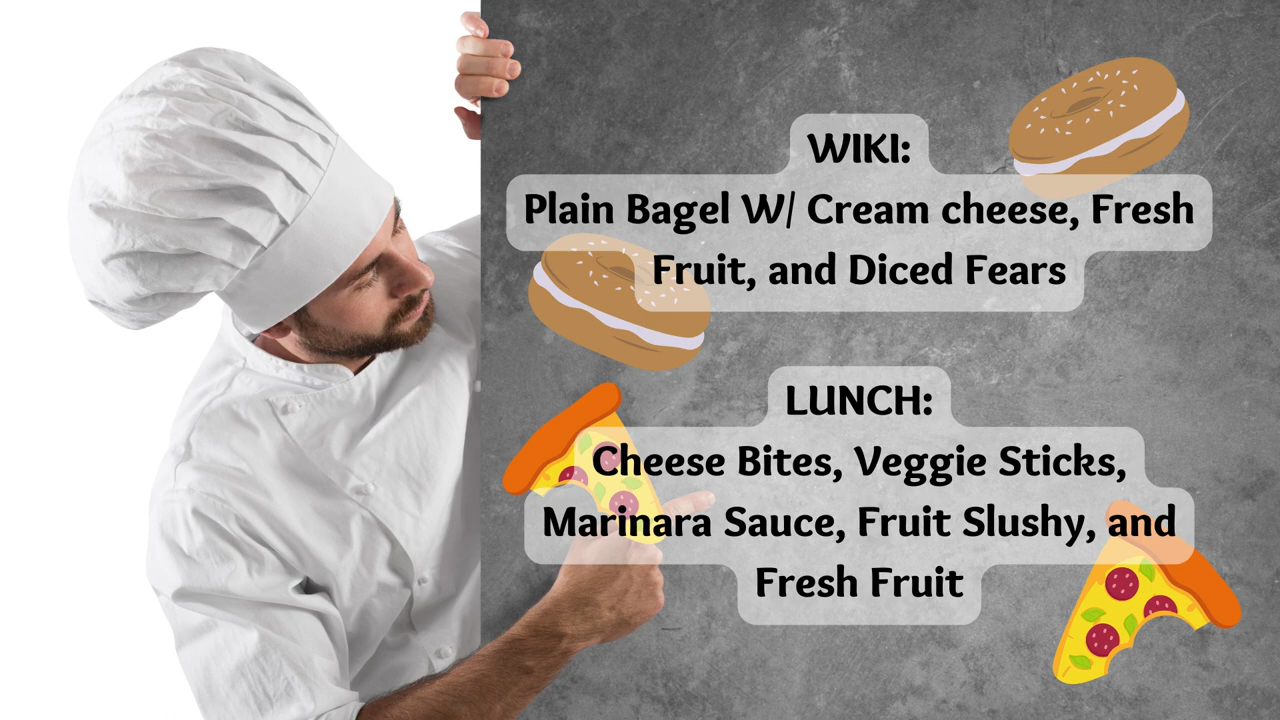 WIKI:
Plain Bagel W/ Cream cheese, Fresh
Fruit, and Diced Fears
LUNCH:
Cheese Bites, Veggie Sticks,
Marinara Sauce, Fruit Slushy, and
Fresh Fruit